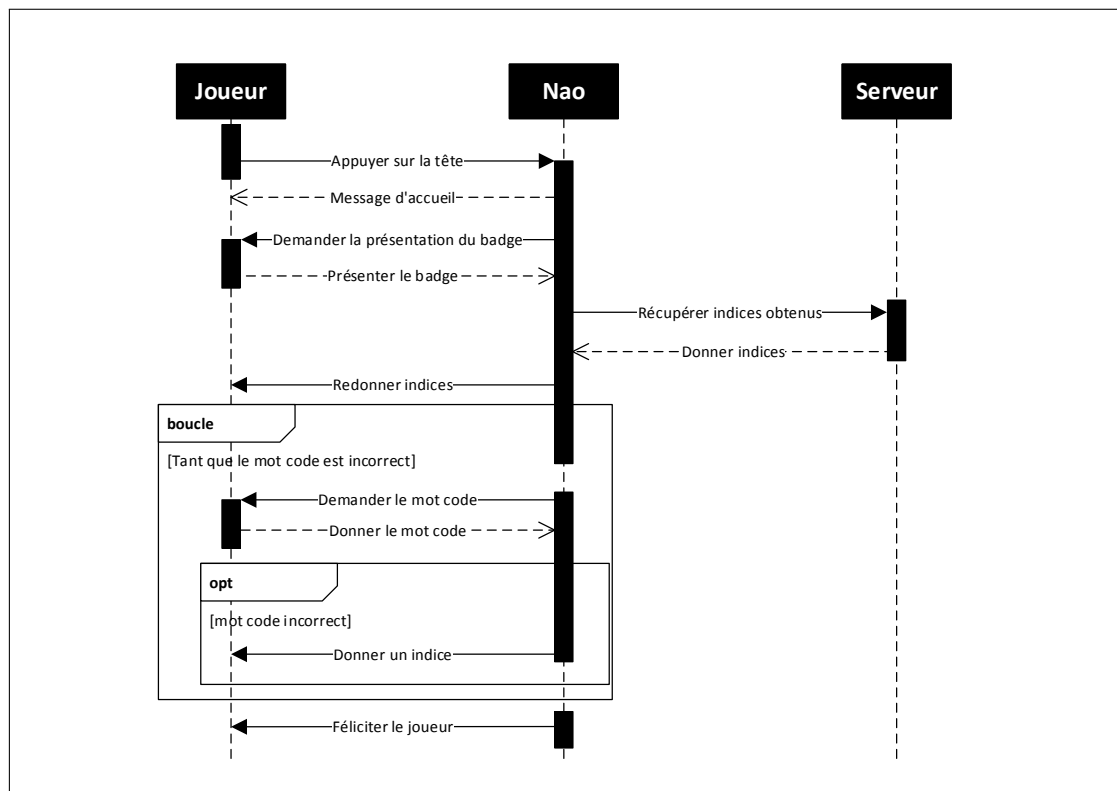 Joueur
Nao
Serveur
Appuyer sur la tête
Message d'accueil
Demander la présentation du badge
Présenter le badge
Récupérer indices obtenus
Donner indices
Redonner indices
boucle
[Tant que le mot code est incorrect]
Demander le mot code
Donner le mot code
opt
[mot code incorrect]
Donner un indice
Féliciter le joueur